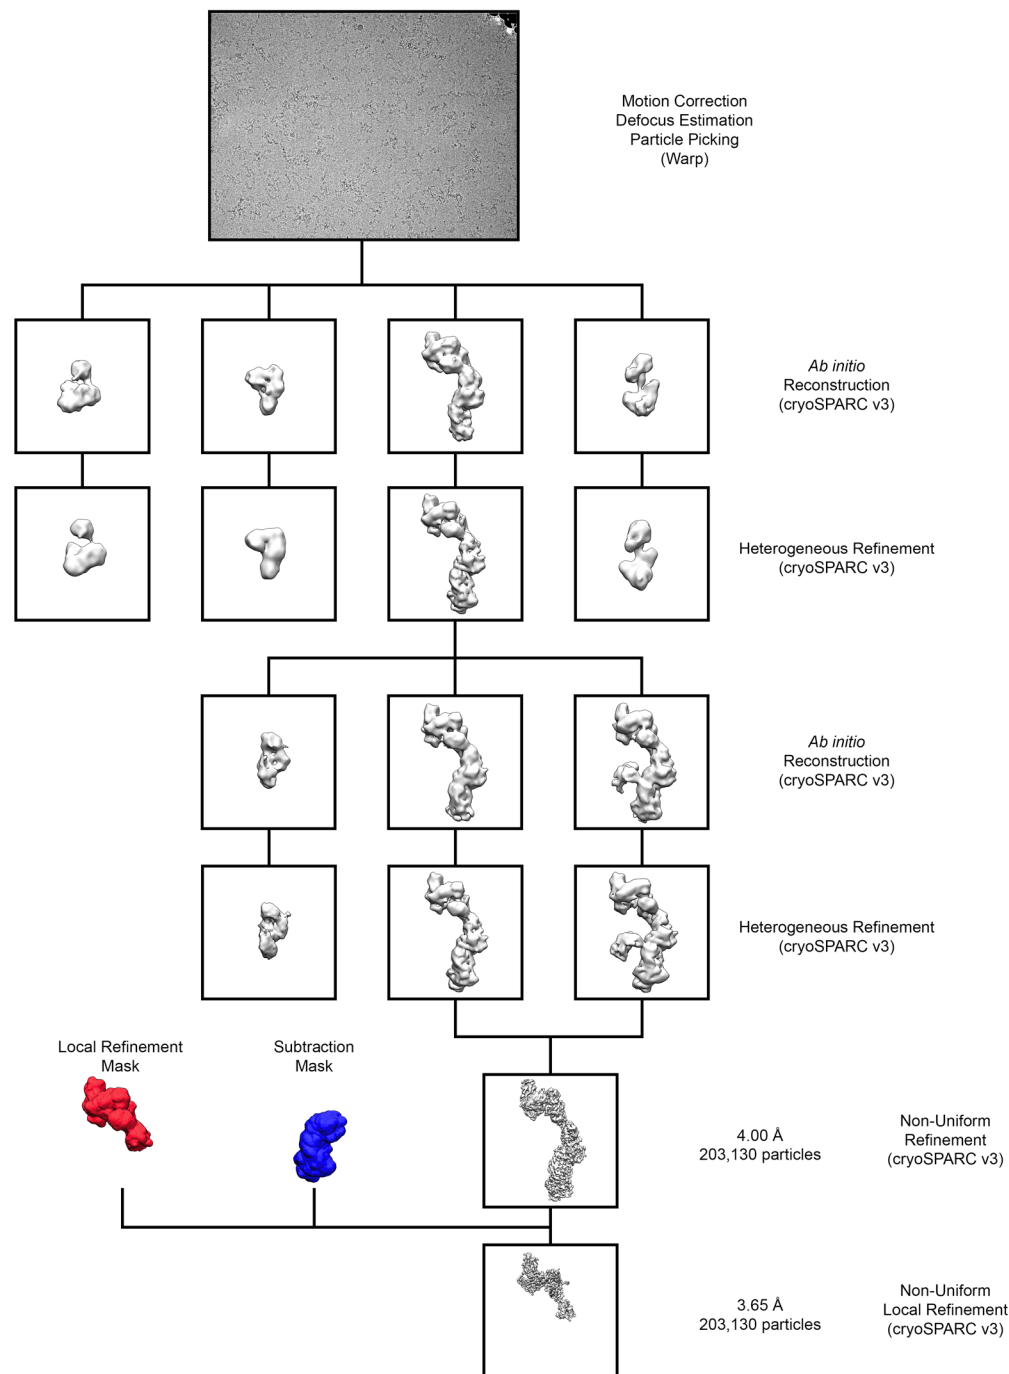 Motion Correction
Defocus Estimation
Particle Picking
(Warp)
Ab initio
Reconstruction
(cryoSPARC v3)
Heterogeneous Refinement
(cryoSPARC v3)
Ab initio
Reconstruction
(cryoSPARC v3)
Heterogeneous Refinement
(cryoSPARC v3)
Local Refinement
Mask
Subtraction
Mask
4.00 Å
203,130 particles
Non-Uniform
Refinement
(cryoSPARC v3)
3.65 Å
203,130 particles
Non-Uniform
Local Refinement
(cryoSPARC v3)